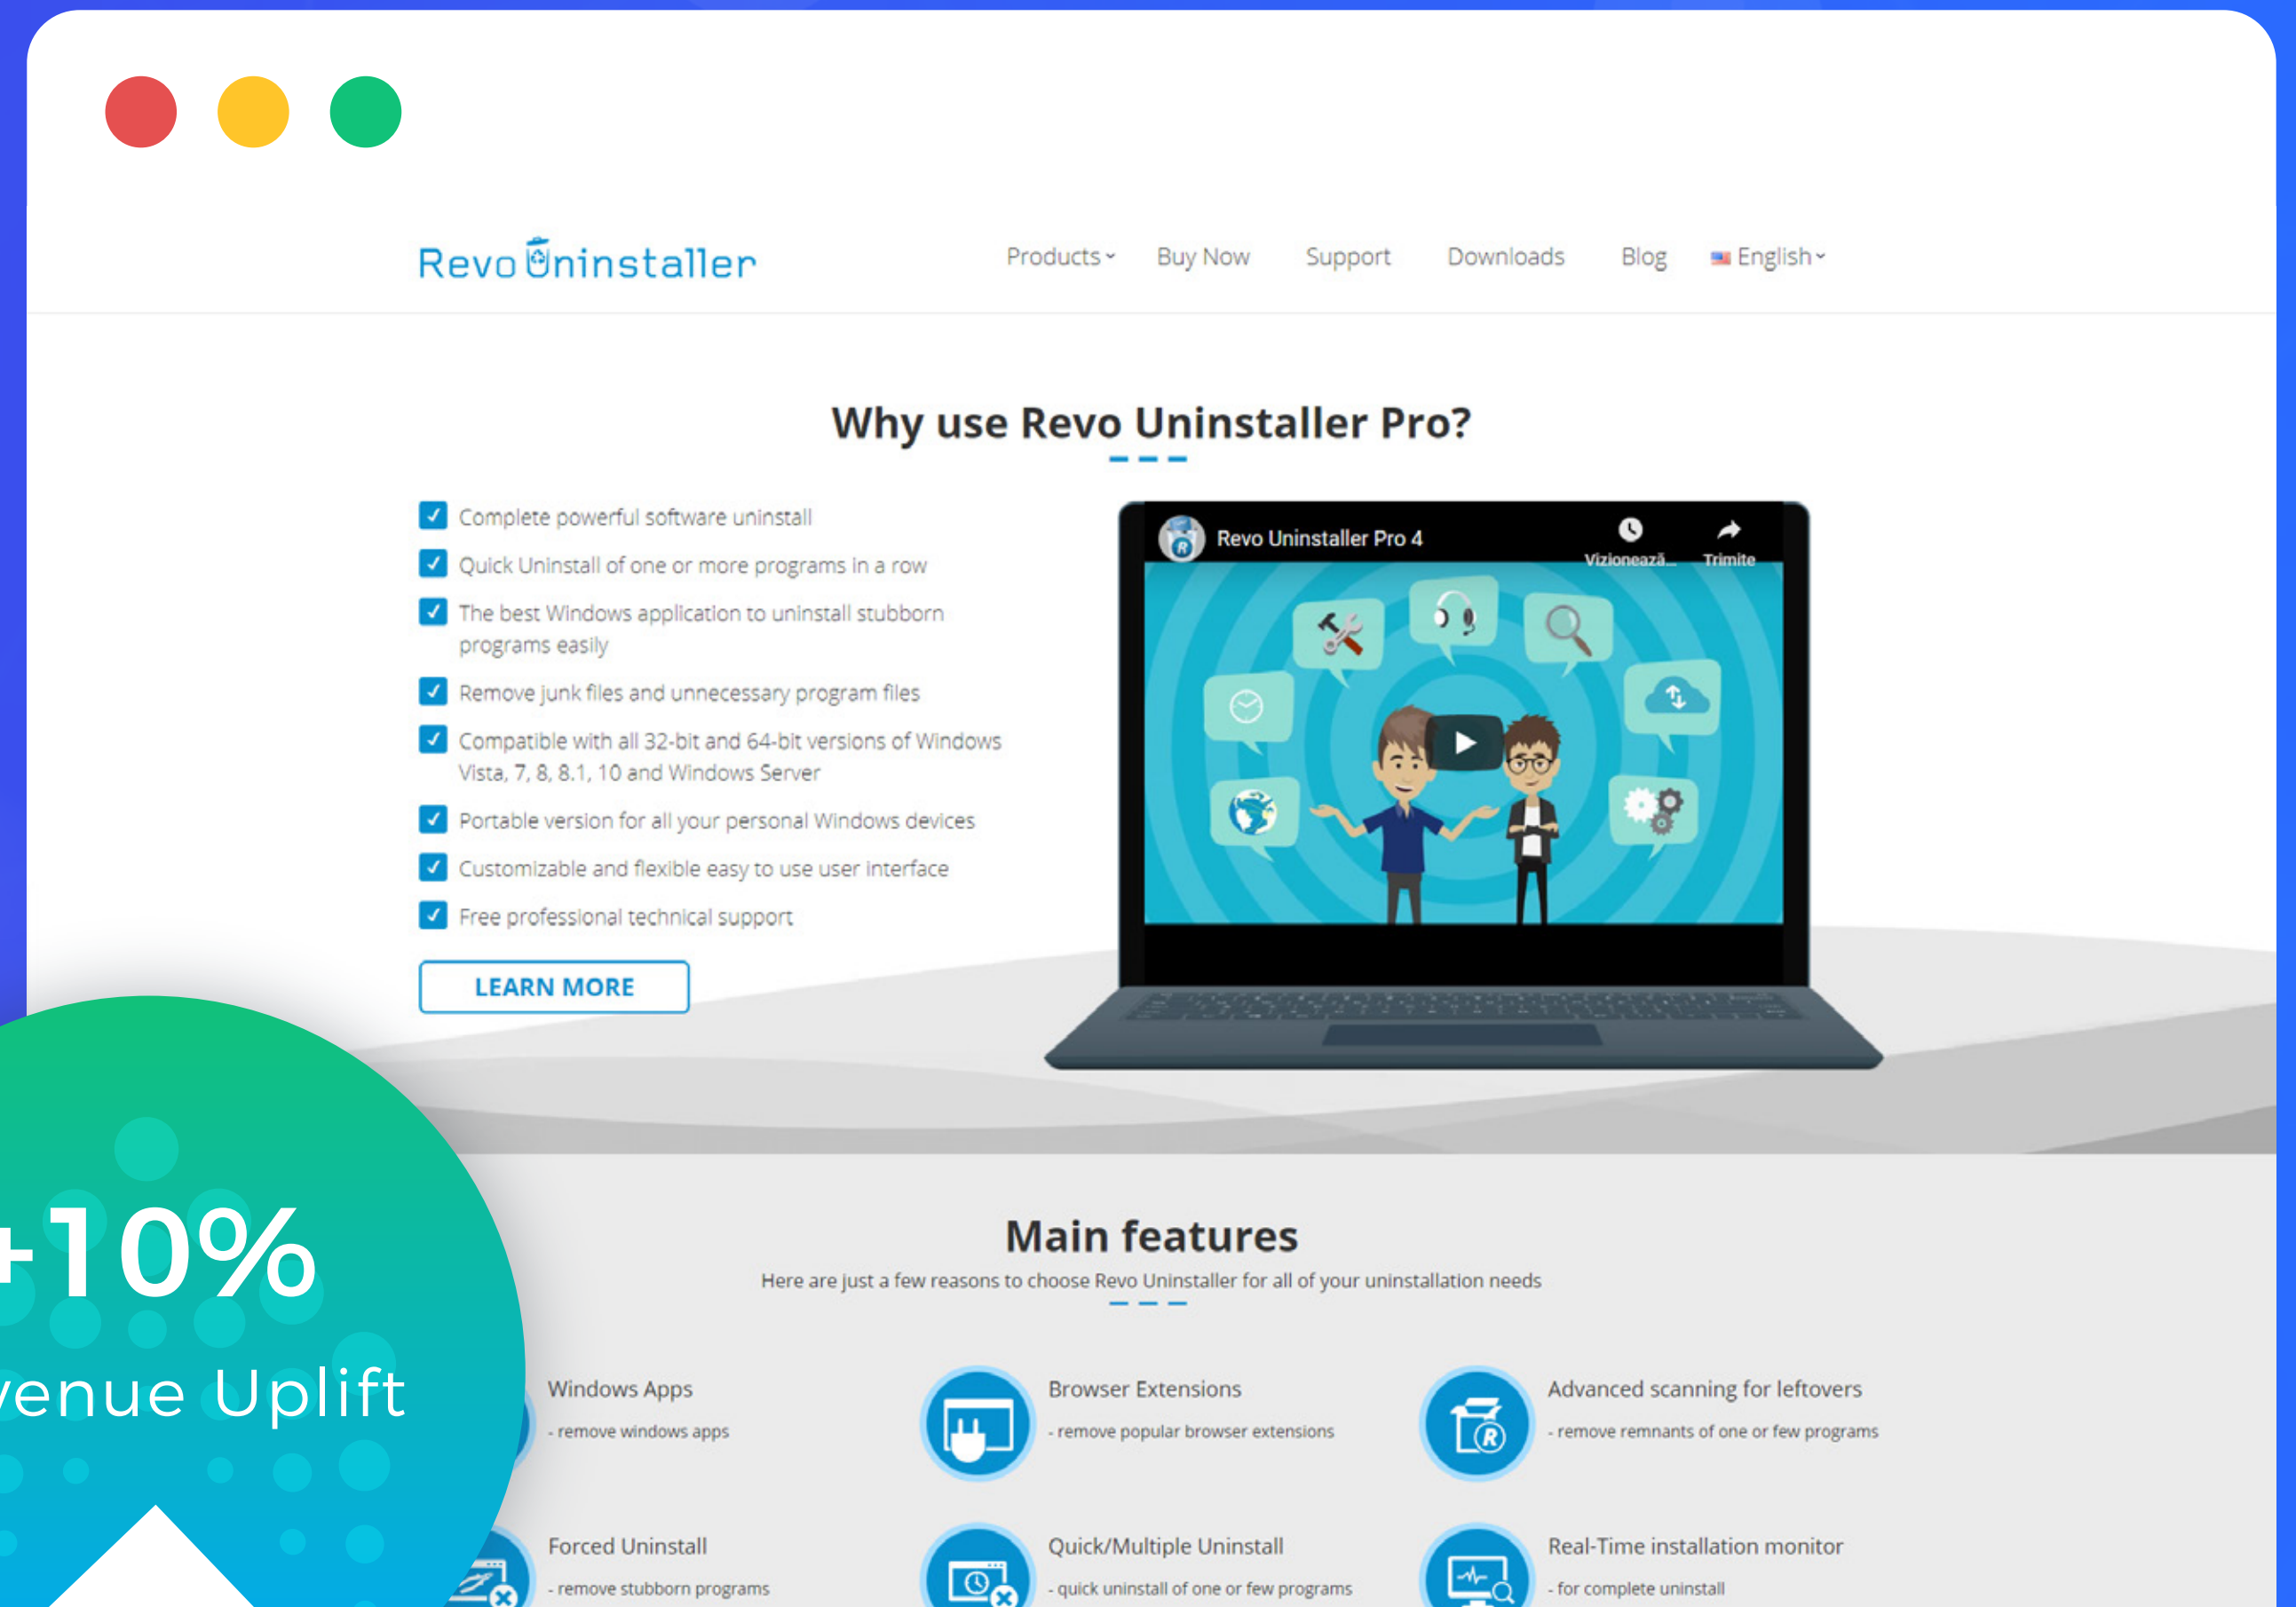 Revo Uninstaller
Products
Buy Now
Support
Downloads
Blog
English
Why use Revo Uninstaller Pro?
Complete powerful software uninstall
Quick Uninstall of one or more programs in a row
The best Windows application to uninstall stubborn
programs easily
Remove junk files and unnecessary program files
Compatible with all 32-bit and 64-bit versions of Windows
Vista, 7, 8, 8.1, 10 and Windows Server
Portable version for all your personal Windows devices
Customizable and flexible easy to use user interface
Free professional technical support
LEARN MORE
R
Revo Uninstaller Pro 4
Vizionează...
Trimite
+10%
venue Uplift
Main features
Here are just a few reasons to choose Revo Uninstaller for all of your uninstallation needs
Windows Apps
- remove windows apps
Browser Extensions
- remove popular browser extensions
R
Advanced scanning for leftovers
- remove remnants of one or few programs
Forced Uninstall
- remove stubborn programs
Quick/Multiple Uninstall
- quick uninstall of one or few programs
Real-Time installation monitor
- for complete uninstall